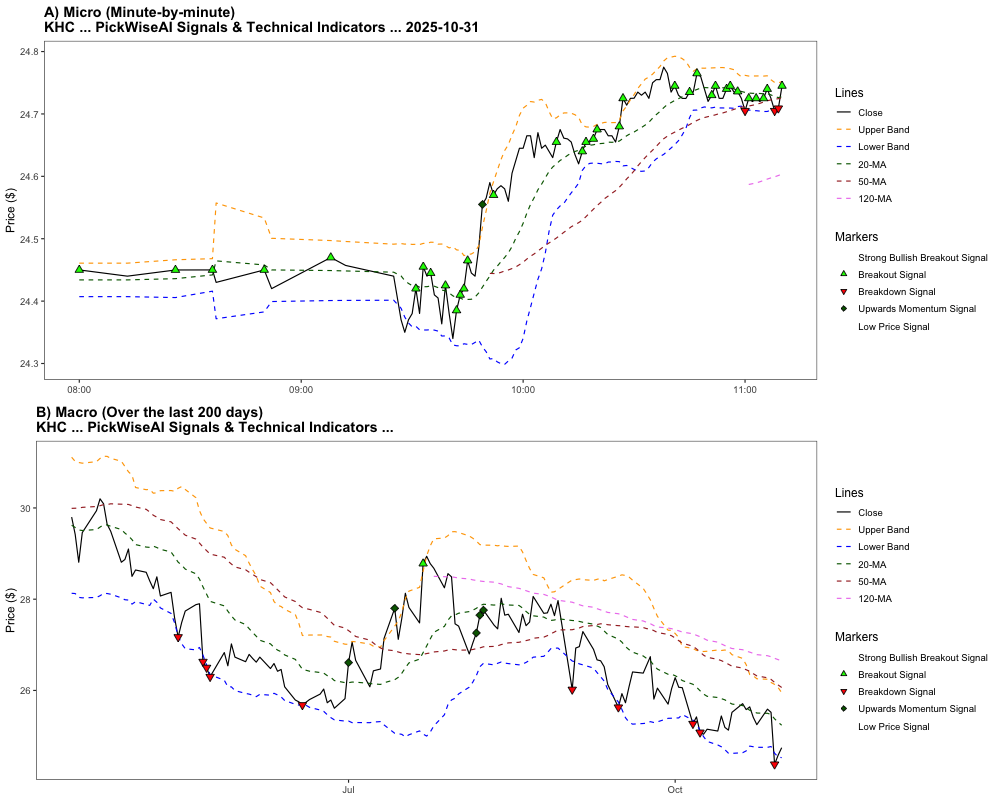 A) Micro (Minute-by-minute)
KHC ... PickWiseAI Signals & Technical Indicators ... 2025-10-31
24.8
24.7
24.6
24.5
24.4
24.3
Price ($)
08:00
09:00
10:00
11:00
Lines
Close
Upper Band
Lower Band
20-MA
50-MA
120-MA
Markers
Strong Bullish Breakout Signal
Breakout Signal
Breakdown Signal
Upwards Momentum Signal
Low Price Signal
B) Macro (Over the last 200 days)
KHC ... PickWiseAI Signals & Technical Indicators ...
30
28
26
Price ($)
Jul
Oct
Lines
Close
Upper Band
Lower Band
20-MA
50-MA
120-MA
Markers
Strong Bullish Breakout Signal
Breakout Signal
Breakdown Signal
Upwards Momentum Signal
Low Price Signal